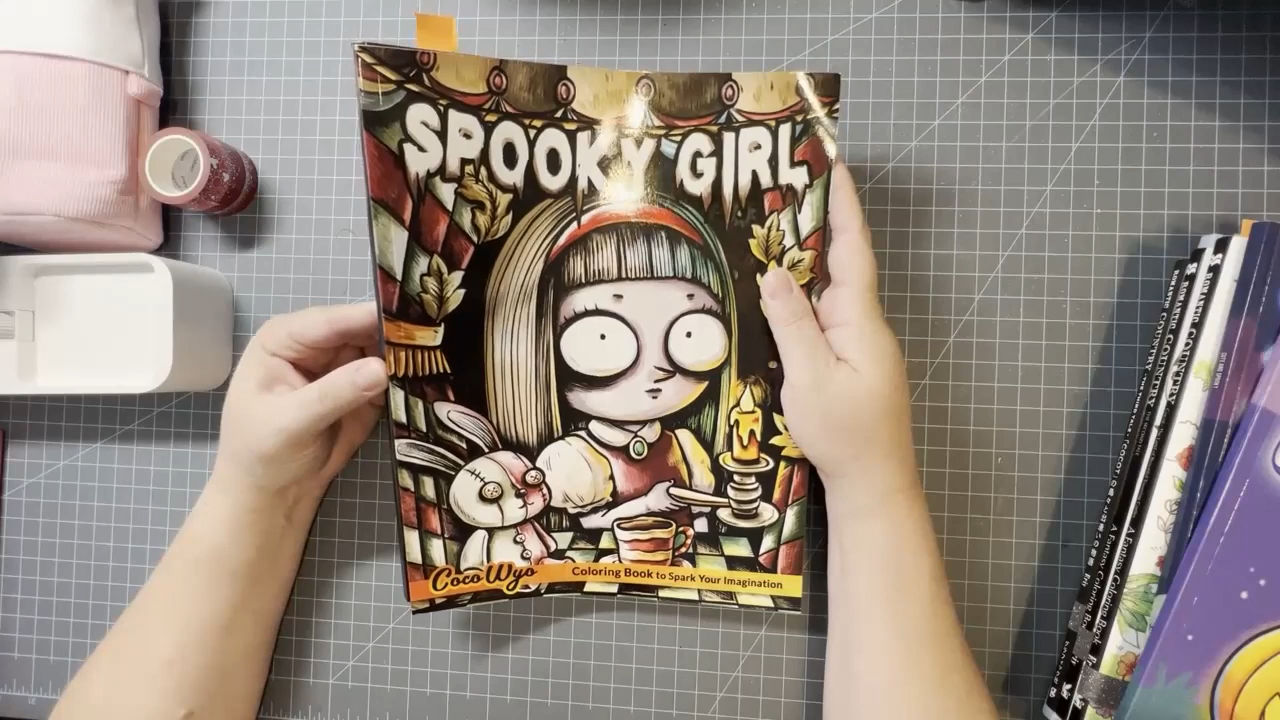 SPOOKY GIRL
Coco Wyo
Coloring Book to Spark Your Imagination
ROMANTIC COUNTRY
ROMANTIC COUNTRY
A Fantasy Coloring Book
A Fantasy Coloring Book